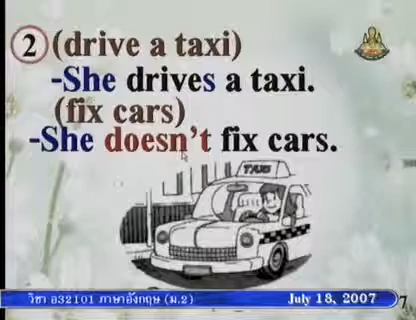 2 (drive a taxi)
-She drives a taxi.
(fix cars)
-She doesn't fix cars.
TAXI
วิชา อ32101 ภาษาอังกฤษ (ม.2)
July 18, 2007
7